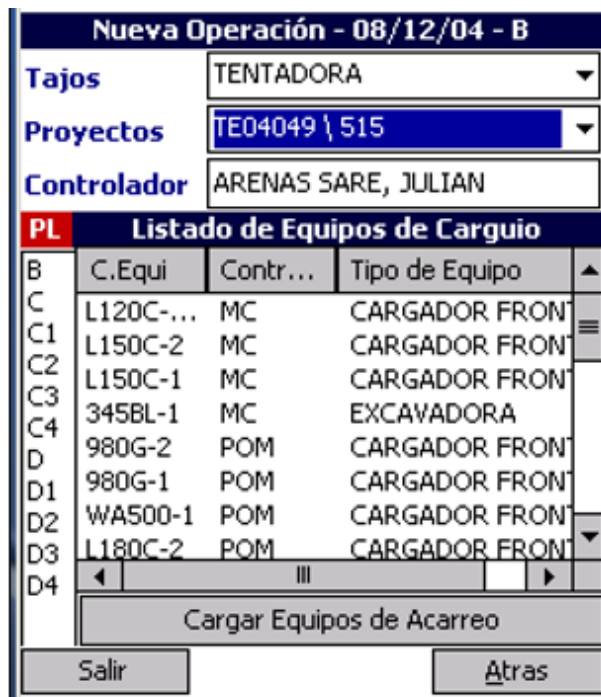 Nueva Operación - 08/12/04 - B
Tajos TENTADORA
Proyectos TE04049 \ 515
Controlador ARENAS SARE, JULIAN
PL Listado de Equipos de Carguio
B
C
C1
C2
C3
C4
D
D1
D2
D3
D4
C.Equi Contr... Tipo de Equipo
L120C-... MC CARGADOR FRONT
L150C-2 MC CARGADOR FRONT
L150C-1 MC CARGADOR FRONT
345BL-1 MC EXCAVADORA
980G-2 POM CARGADOR FRONT
980G-1 POM CARGADOR FRONT
WA500-1 POM CARGADOR FRONT
L180C-2 POM CARGADOR FRONT
Cargar Equipos de Acarreo
Salir Atras